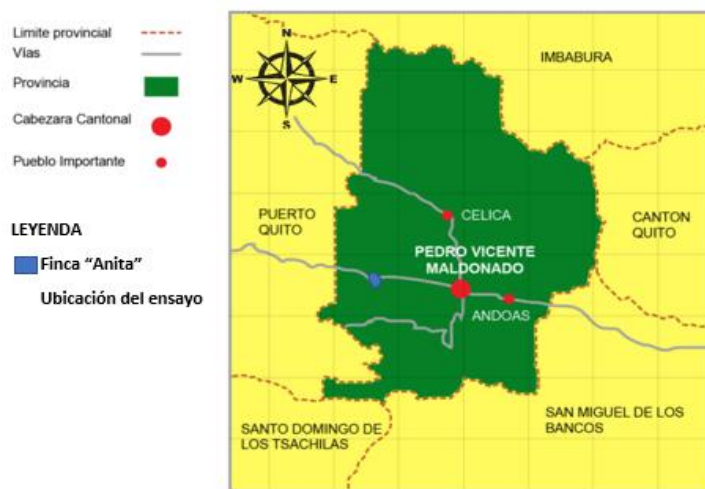 Limite provincial
Vías
Provincia
Cabezara Cantonal
Pueblo Importante
LEYENDA
Finca “Anita”
Ubicación del ensayo
N
W
E
S
IMBABURA
PUERTO
QUITO
CELICA
CANTON
QUITO
PEDRO VICENTE
MALDONADO
ANDOAS
SANTO DOMINGO DE
LOS TSACHILAS
SAN MIGUEL DE LOS
BANCOS